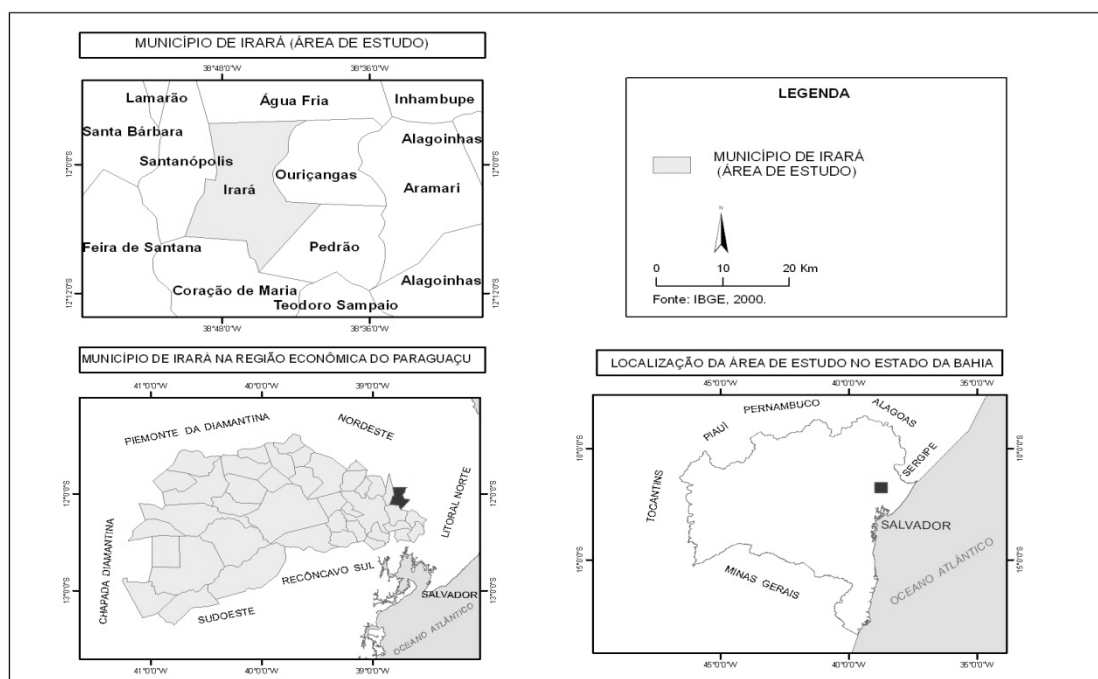 MUNICÍPIO DE IRARÁ (ÁREA DE ESTUDO)
38°48'0"W
38°36'0"W
Lamarão
Água Fria
Inhambupe
Santa Bárbara
Alagoinhas
Santanópolis
12°0'0"S
12°0'0"S
Irará
Ouriçangas
Aramari
Feira de Santana
Pedrão
Alagoinhas
Coração de Maria
Teodoro Sampaio
12°12'0"S
12°12'0"S
38°48'0"W
38°36'0"W
LEGENDA
MUNICÍPIO DE IRARÁ
(ÁREA DE ESTUDO)
N
0
10
20 Km
Fonte: IBGE, 2000.
MUNICÍPIO DE IRARÁ NA REGIÃO ECONÔMICA DO PARAGUAÇU
41°0'0"W
40°0'0"W
39°0'0"W
PIEMONTE DA DIAMANTINA
NORDESTE
12°0'0"S
12°0'0"S
LITORAL NORTE
CHAPADA DIAMANTINA
RECÔNCAVO SUL
13°0'0"S
13°0'0"S
SALVADOR
SUDOESTE
OCEANO ATLÂNTICO
41°0'0"W
40°0'0"W
39°0'0"W
LOCALIZAÇÃO DA ÁREA DE ESTUDO NO ESTADO DA BAHIA
45°0'0"W
40°0'0"W
35°0'0"W
PERNAMBUCO
ALAGOAS
PIAUÍ
SERGIPE
10°0'0"S
10°0'0"S
TOCANTINS
SALVADOR
15°0'0"S
15°0'0"S
MINAS GERAIS
OCEANO ATLÂNTICO
45°0'0"W
40°0'0"W
35°0'0"W